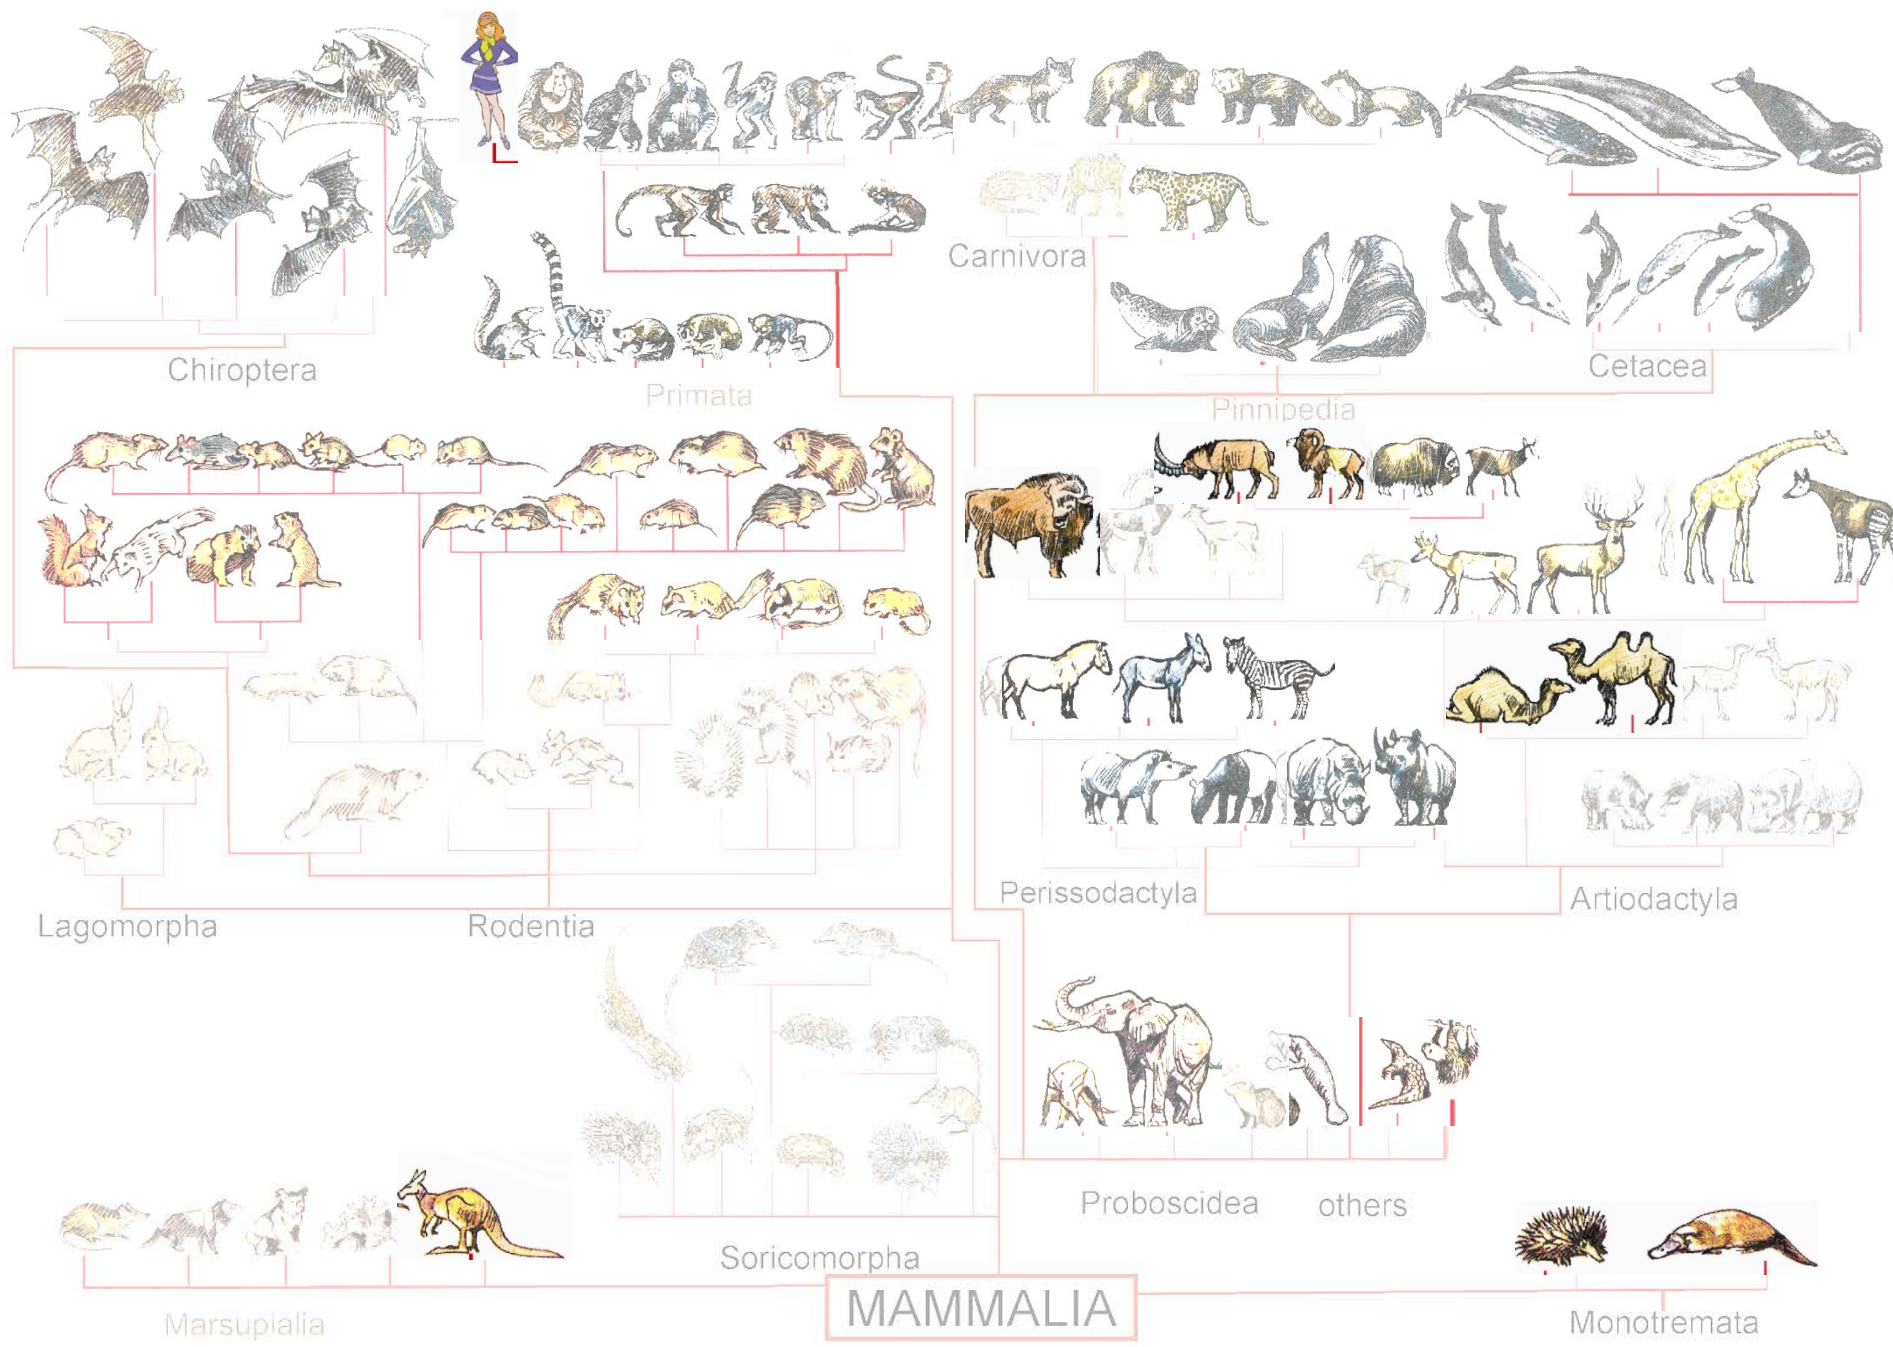 Carnivora
Chiroptera
Primata
Cetacea
Pinnipedia
Perissodactyla
Artiodactyla
Lagomorpha
Rodentia
Proboscidea
others
Soricomorpha
MAMMALIA
Marsupialia
Monotremata